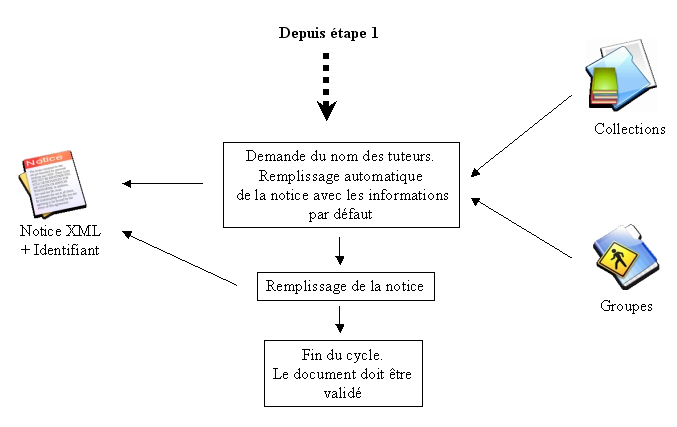 Depuis étape 1
Collections
Demande du nom des tuteurs.
Remplissage automatique
de la notice avec les informations
par défaut
Notice
Notice XML
+ Identifiant
Remplissage de la notice
Groupes
Fin du cycle.
Le document doit être
validé